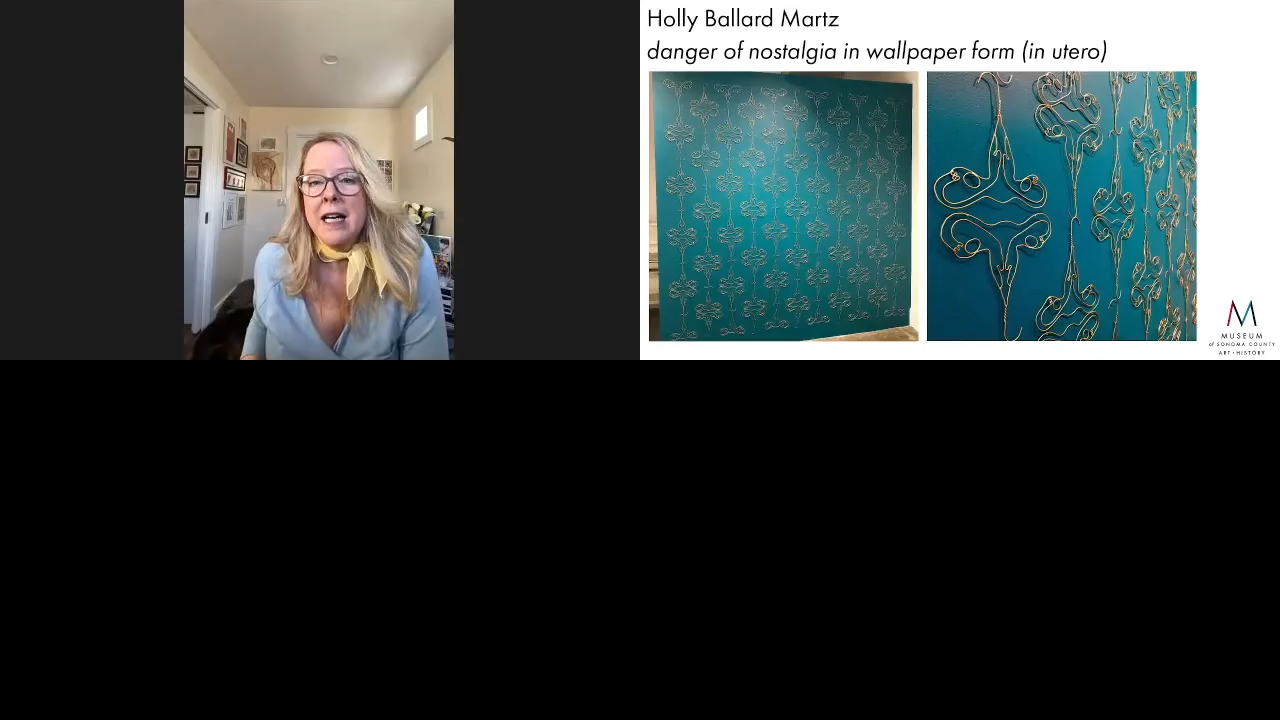 Holly Ballard Martz
danger of nostalgia in wallpaper form (in utero)
MUSEUM
of SONOMA COUNTY
ART • HISTORY